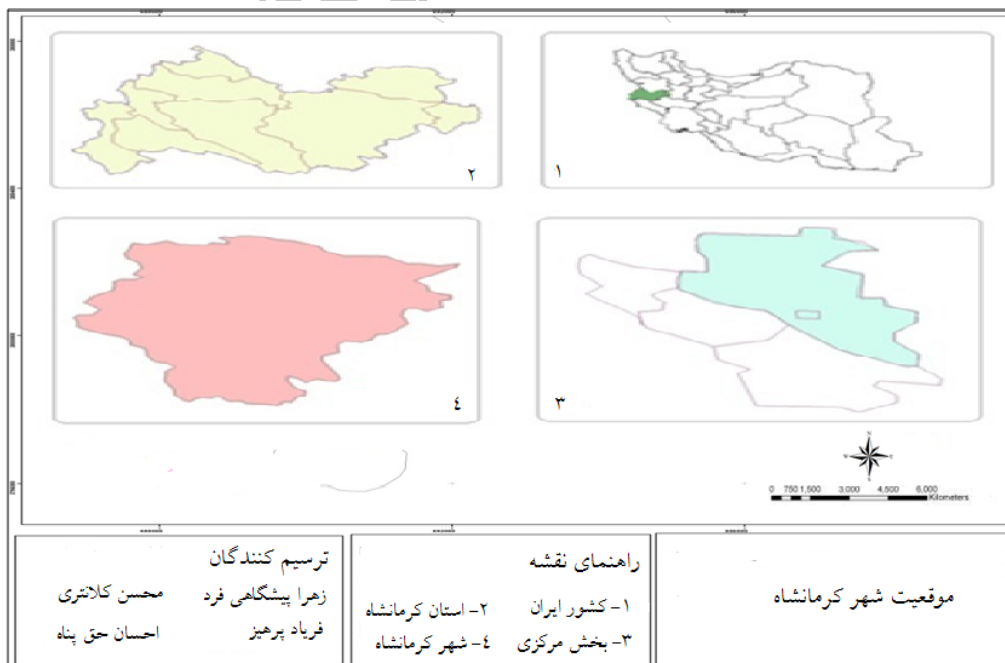 ۱
۲
۳
٤
N
W
E
S
0 750 1,500 3,000 4,500 6,000
Kilometers
موقعیت شهر کرمانشاه
راهنمای نقشه
۱- کشور ایران
۲- استان کرمانشاه
۳- بخش مرکزی
٤- شهر کرمانشاه
ترسیم کنندگان
زهرا پیشگاهی فرد
محسن کلانتری
فریاد پرهیز
احسان حق پناه